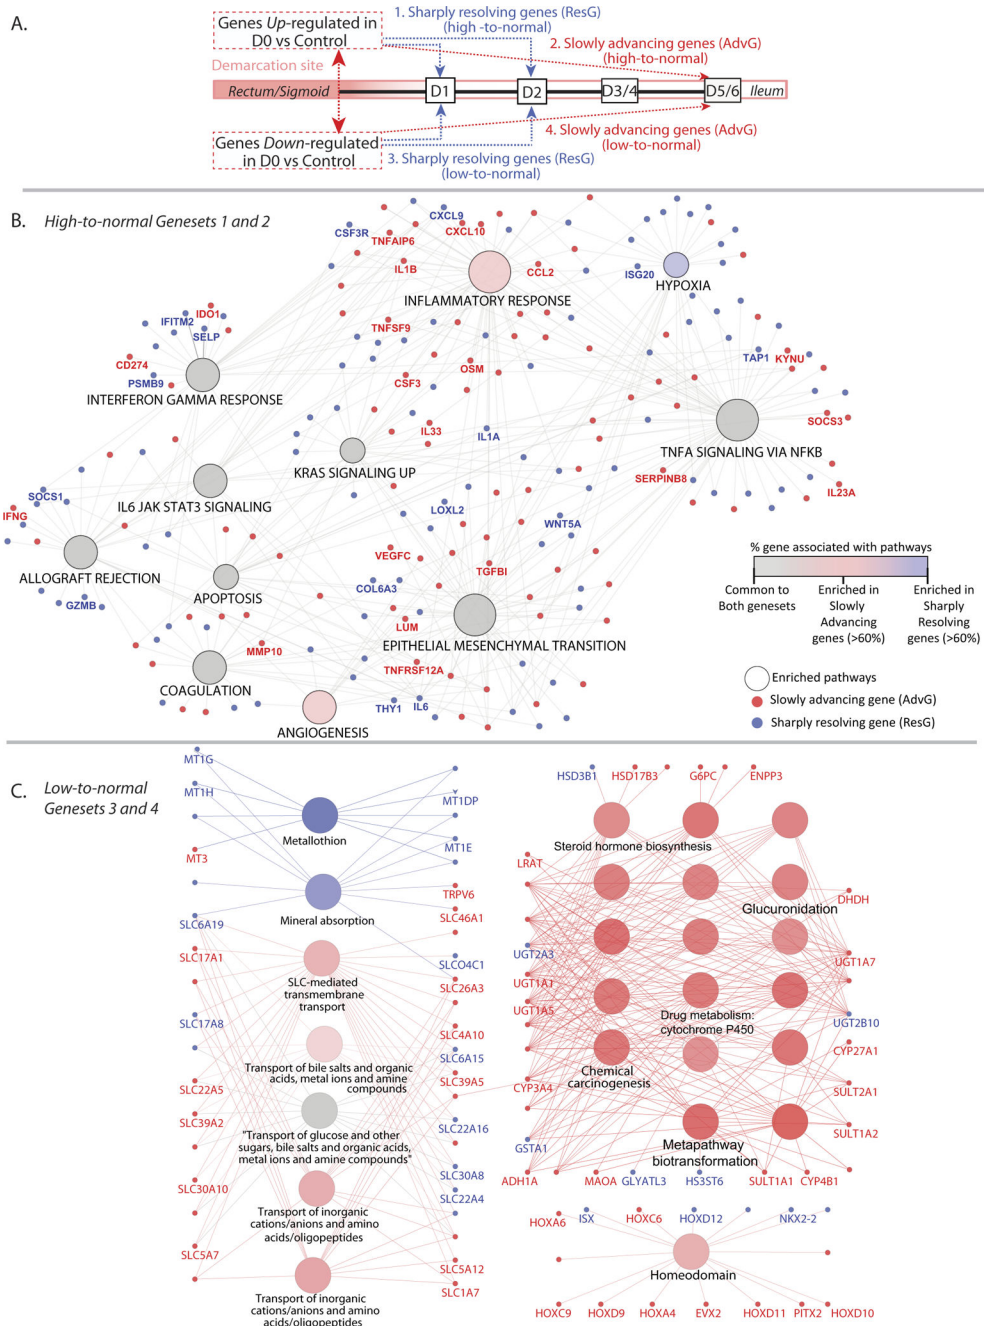 A.
Genes Up-regulated in
D0 vs Control
1. Sharply resolving genes (ResG)
(high -to-normal)
2. Slowly advancing genes (AdvG)
(high-to-normal)
Demarcation site
Rectum/Sigmoid
D1
D2
D3/4
D5/6
Ileum
Genes Down-regulated
in D0 vs Control
3. Sharply resolving genes (ResG)
(low-to-normal)
4. Slowly advancing genes (AdvG)
(low-to-normal)
B.
High-to-normal Genesets 1 and 2
CXCL9
CSF3R
CXCL10
TNFAIP6
IL1B
CCL2
INFLAMMATORY RESPONSE
ISG20
HYPOXIA
IDO1
IFITM2
SELP
CD274
PSMB9
INTERFERON GAMMA RESPONSE
TNFSF9
OSM
CSF3
TAP1
KYNU
SOCS3
IL33
IL1A
KRAS SIGNALING UP
TNFA SIGNALING VIA NFKB
SERPINB8
IL23A
SOCS1
IFNG
IL6 JAK STAT3 SIGNALING
LOXL2
WNT5A
VEGFC
TGFBI
ALLOGRAFT REJECTION
APOPTOSIS
COL6A3
GZMB
LUM
EPITHELIAL MESENCHYMAL TRANSITION
MMP10
TNFRSF12A
COAGULATION
THY1
IL6
ANGIOGENESIS
% gene associated with pathways
Common to
Both genesets
Enriched in
Slowly
Advancing
genes (>60%)
Enriched in
Sharply
Resolving
genes (>60%)
Enriched pathways
Slowly advancing gene (AdvG)
Sharply resolving gene (ResG)
C.
Low-to-normal
Genesets 3 and 4
MT1G
MT1H
MT1DP
Metallothion
MT1E
MT3
TRPV6
Mineral absorption
SLC6A19
SLC46A1
SLC17A1
SLCO4C1
SLC-mediated
transmembrane
transport
SLC26A3
SLC17A8
SLC4A10
SLC6A15
Transport of bile salts and organic
acids, metal ions and amine
compounds
SLC39A5
SLC22A5
SLC39A2
SLC22A16
"Transport of glucose and other
sugars, bile salts and organic acids,
metal ions and amine compounds"
SLC30A8
SLC30A10
SLC22A4
Transport of inorganic
cations/anions and amino
acids/oligopeptides
SLC5A7
SLC5A12
SLC1A7
Transport of inorganic
cations/anions and amino
acids/oligopeptides
HSD3B1
HSD17B3
G6PC
ENPP3
Steroid hormone biosynthesis
LRAT
DHDH
Glucuronidation
UGT2A3
UGT1A7
UGT1A1
UGT1A5
Drug metabolism:
cytochrome P450
UGT2B10
CYP27A1
Chemical
carcinogenesis
CYP3A4
SULT2A1
GSTA1
SULT1A2
Metapathway
biotransformation
ADH1A
MAOA
GLYATL3
HS3ST6
SULT1A1
CYP4B1
HOXA6
ISX
HOXC6
HOXD12
NKX2-2
Homeodomain
HOXC9
HOXD9
HOXA4
EVX2
HOXD11
PITX2
HOXD10